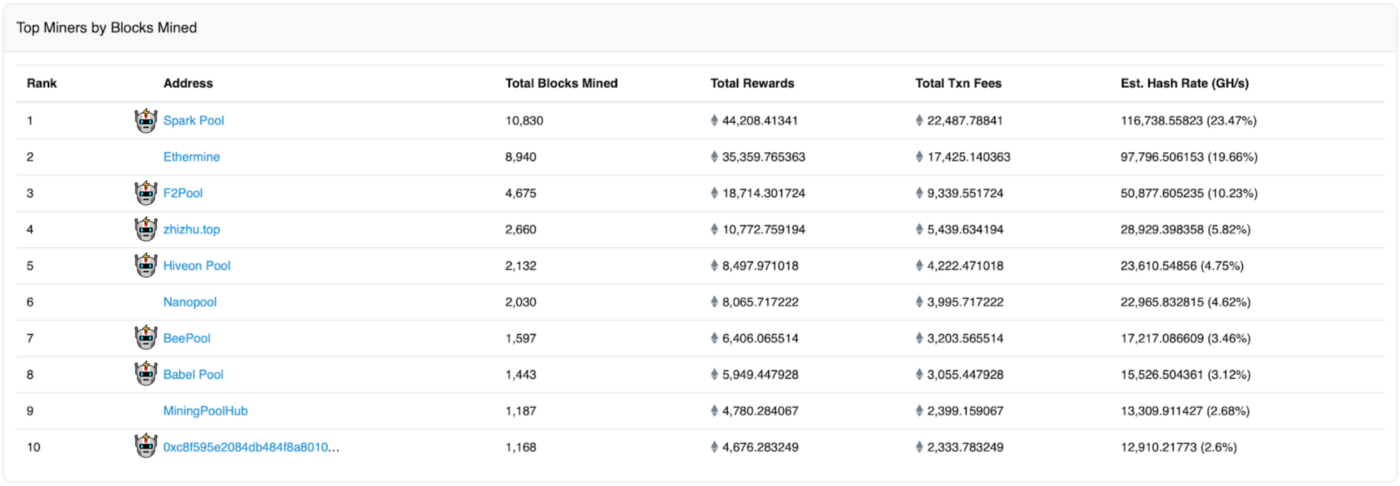 Top Miners by Blocks Mined
Rank Address Total Blocks Mined Total Rewards Total Txn Fees Est. Hash Rate (GH/s)
1 Spark Pool 10,830 44,208.41341 22,487.78841 116,738.55823 (23.47%)
2 Ethermine 8,940 35,359.765363 17,425.140363 97,796.506153 (19.66%)
3 F2Pool 4,675 18,714.301724 9,339.551724 50,877.605235 (10.23%)
4 zhizhu.top 2,660 10,772.759194 5,439.634194 28,929.398358 (5.82%)
5 Hiveon Pool 2,132 8,497.971018 4,222.471018 23,610.54856 (4.75%)
6 Nanopool 2,030 8,065.717222 3,995.717222 22,965.832815 (4.62%)
7 BeePool 1,597 6,406.065514 3,203.565514 17,217.086609 (3.46%)
8 Babel Pool 1,443 5,949.447928 3,055.447928 15,526.504361 (3.12%)
9 MiningPoolHub 1,187 4,780.284067 2,399.159067 13,309.911427 (2.68%)
10 0xc8f595e2084db484f8a8010... 1,168 4,676.283249 2,333.783249 12,910.21773 (2.6%)